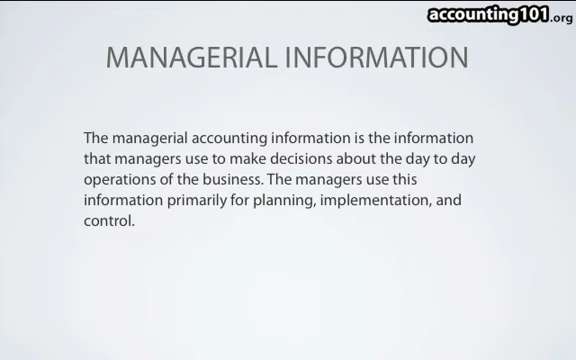 accounting101.org
MANAGERIAL INFORMATION
The managerial accounting information is the information
that managers use to make decisions about the day to day
operations of the business. The managers use this
information primarily for planning, implementation, and
control.